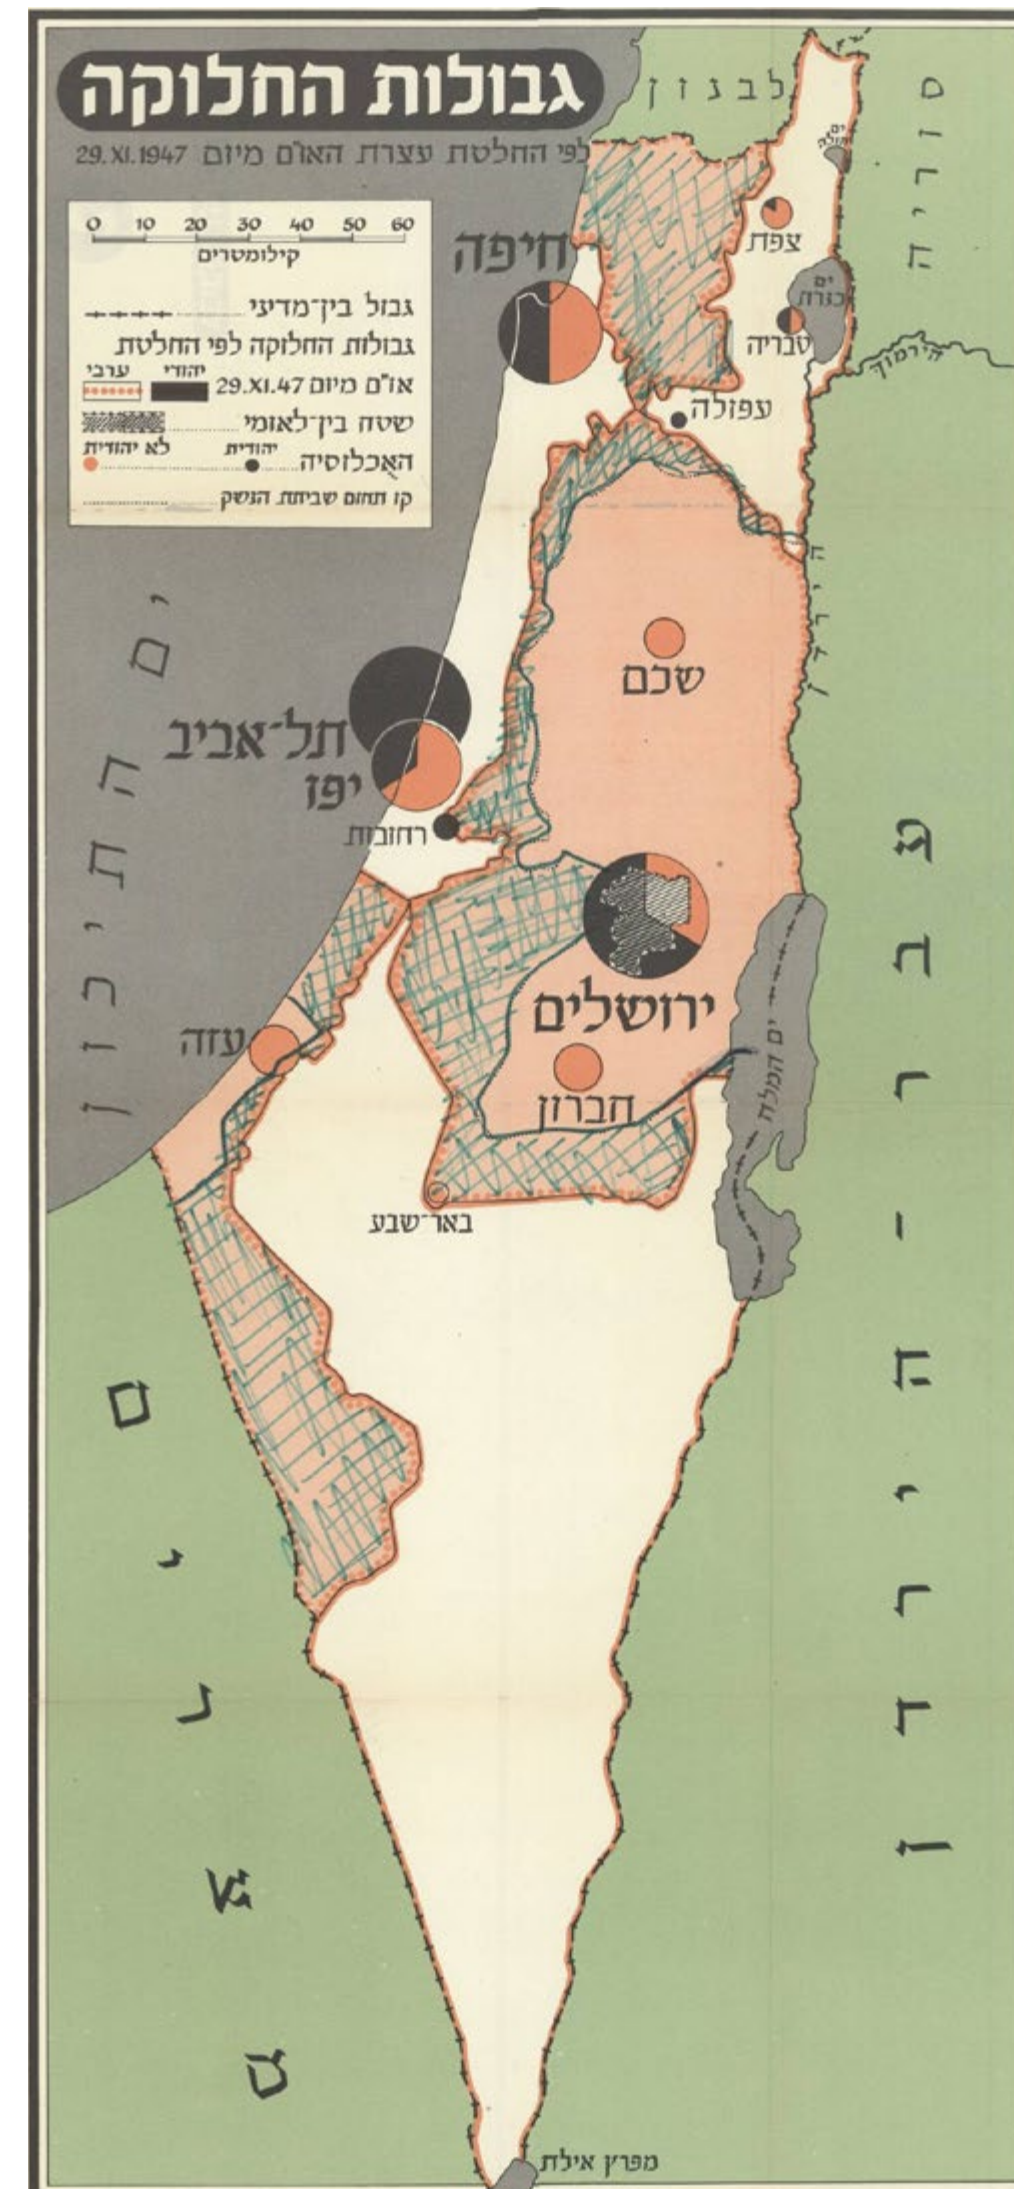 גבולות החלוקה
לפי החלטת עצרת האו"ם מיום 29.XI.1947
0 10 20 30 40 50 60
קילומטרים
גבול בין־מדיני
גבולות החלוקה לפי החלטת
או"ם מיום 29.XI.47 יהודי ערבי
שטח בין־לאומי
האכלוסיה יהודית לא יהודית
קו תחום שביתת הנשק
לבנון
סוריה
ים חולה
צפת
חיפה
ים כנרת
טבריה
הירמוך
עפולה
הירדן
ים התיכון
שכם
תל־אביב
יפו
רחובות
עבר-הירדן
ירושלים
עזה
חברון
ים המלח
באר־שבע
מפרץ אילת